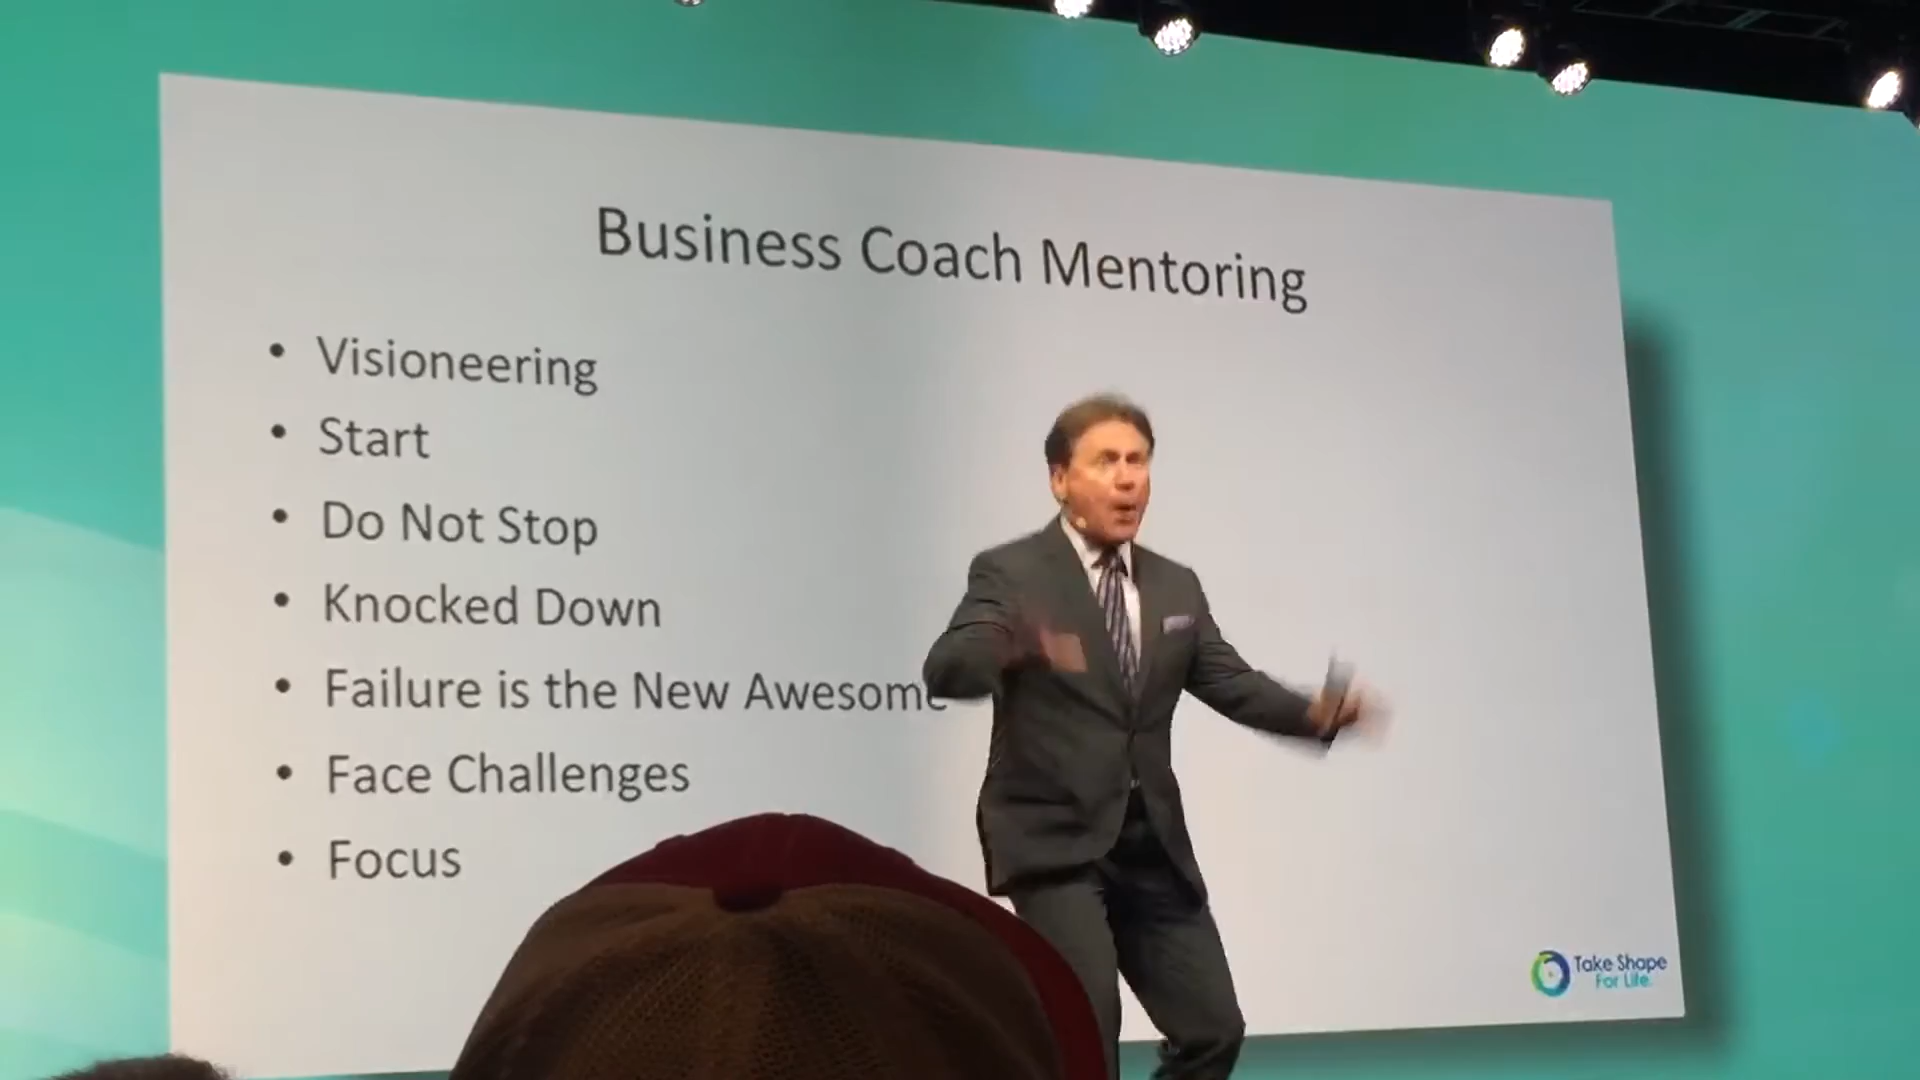 Business Coach Mentoring
• Visioneering
• Start
• Do Not Stop
• Knocked Down
• Failure is the New Awesome
• Face Challenges
• Focus
Take Shape
For Life.